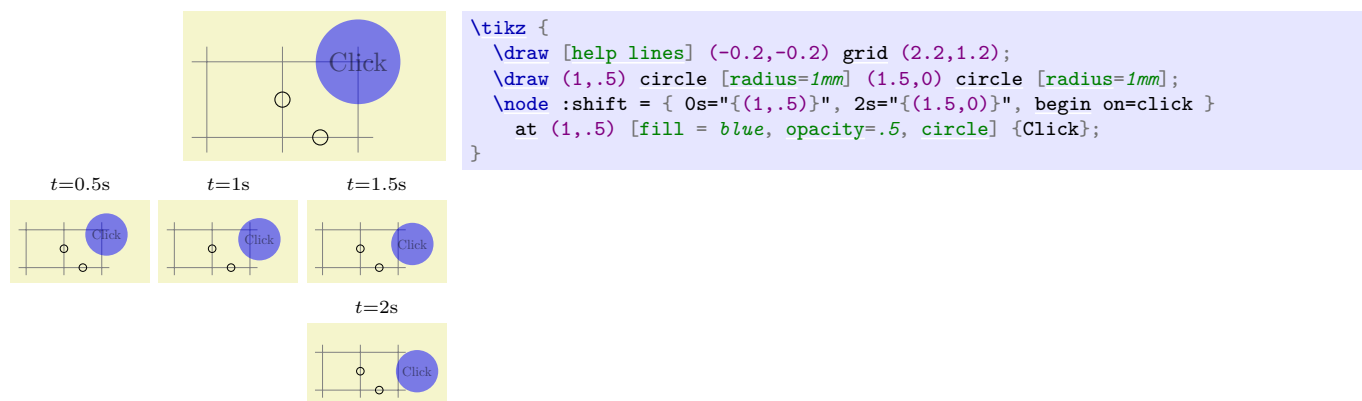 Click
\tikz {
\draw [help lines] (-0.2,-0.2) grid (2.2,1.2);
\draw (1,.5) circle [radius=1mm] (1.5,0) circle [radius=1mm];
\node :shift = { 0s="{(1,.5)}", 2s="{(1.5,0)}", begin on=click }
at (1,.5) [fill = blue, opacity=.5, circle] {Click};
}
t=0.5s t=1s t=1.5s
Click Click Click
t=2s
Click